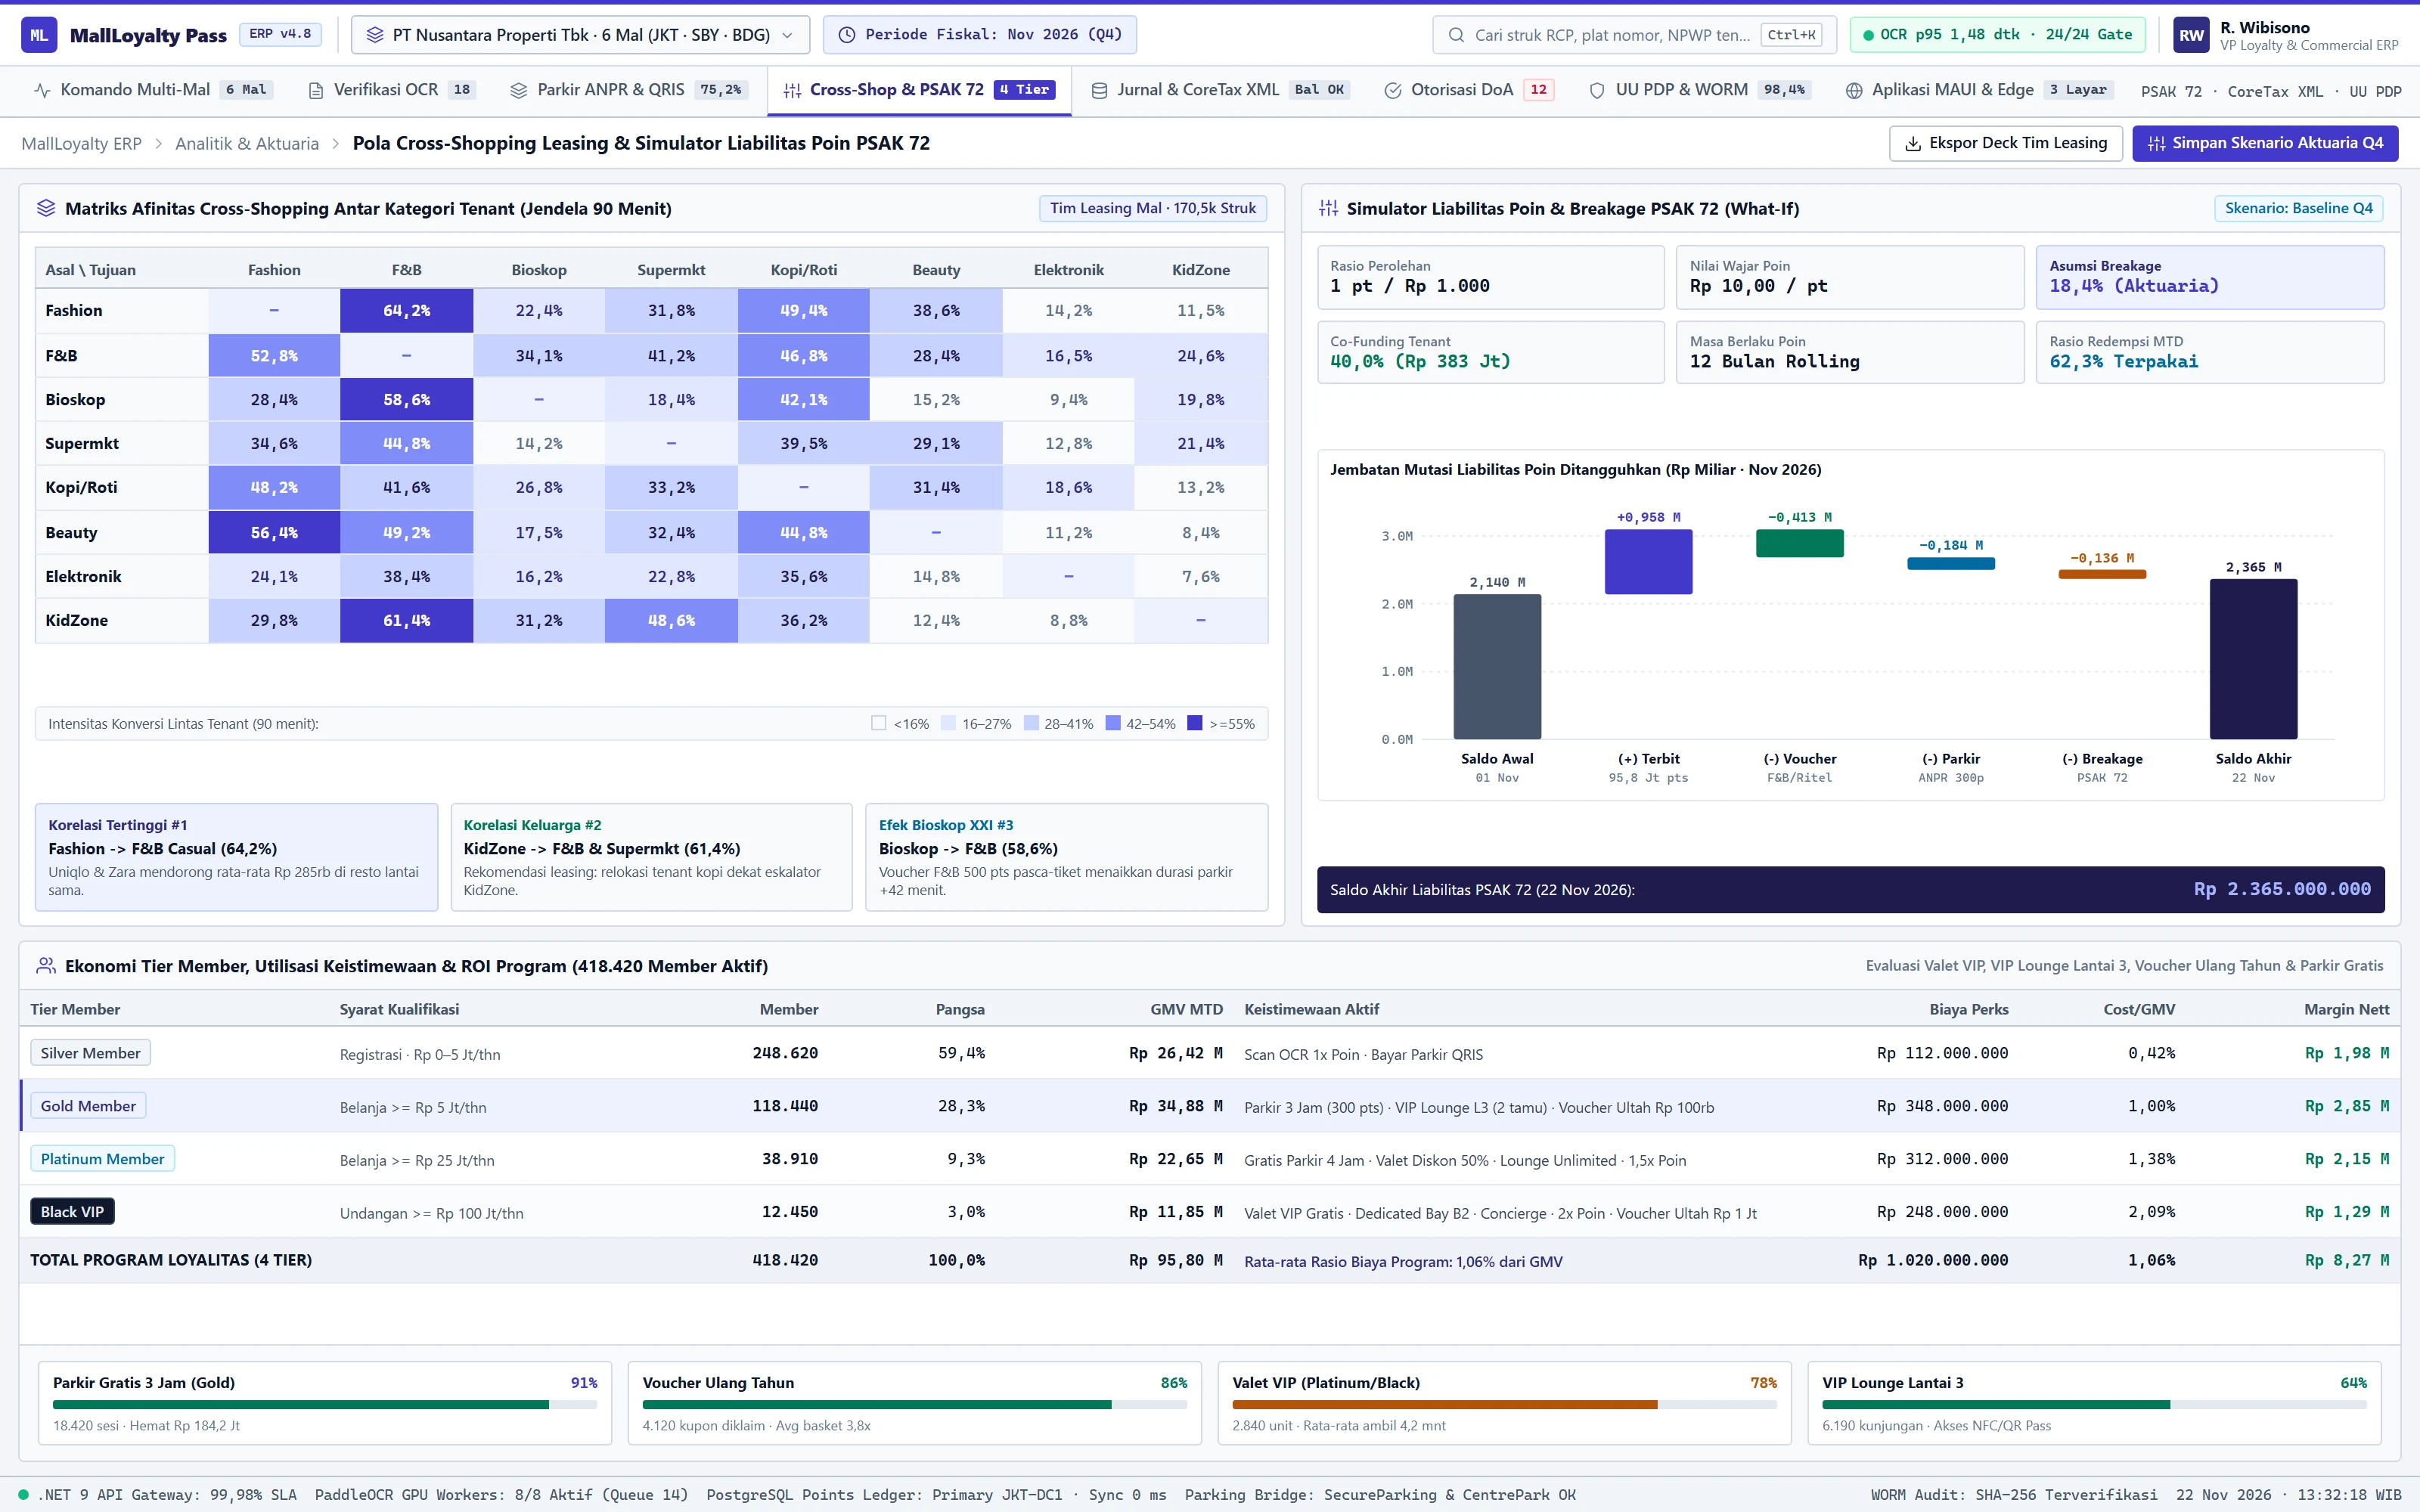 ML MallLoyalty Pass ERP v4.8 PT Nusantara Properti Tbk · 6 Mal (JKT · SBY · BDG) Periode Fiskal: Nov 2026 (Q4) Cari struk RCP, plat nomor, NPWP ten... Ctrl+K OCR p95 1,48 dtk · 24/24 Gate RW R. Wibisono
VP Loyalty & Commercial ERP
Komando Multi-Mal 6 Mal Verifikasi OCR 18 Parkir ANPR & QRIS 75,2% Cross-Shop & PSAK 72 4 Tier Jurnal & CoreTax XML Bal OK Otorisasi DoA 12 UU PDP & WORM 98,4% Aplikasi MAUI & Edge 3 Layar PSAK 72 · CoreTax XML · UU PDP
MallLoyalty ERP > Analitik & Aktuaria > Pola Cross-Shopping Leasing & Simulator Liabilitas Poin PSAK 72 Ekspor Deck Tim Leasing Simpan Skenario Aktuaria Q4
Matriks Afinitas Cross-Shopping Antar Kategori Tenant (Jendela 90 Menit) Tim Leasing Mal · 170,5k Struk
Asal \ Tujuan Fashion F&B Bioskop Supermkt Kopi/Roti Beauty Elektronik KidZone
Fashion – 64,2% 22,4% 31,8% 49,4% 38,6% 14,2% 11,5%
F&B 52,8% – 34,1% 41,2% 46,8% 28,4% 16,5% 24,6%
Bioskop 28,4% 58,6% – 18,4% 42,1% 15,2% 9,4% 19,8%
Supermkt 34,6% 44,8% 14,2% – 39,5% 29,1% 12,8% 21,4%
Kopi/Roti 48,2% 41,6% 26,8% 33,2% – 31,4% 18,6% 13,2%
Beauty 56,4% 49,2% 17,5% 32,4% 44,8% – 11,2% 8,4%
Elektronik 24,1% 38,4% 16,2% 22,8% 35,6% 14,8% – 7,6%
KidZone 29,8% 61,4% 31,2% 48,6% 36,2% 12,4% 8,8% –
Intensitas Konversi Lintas Tenant (90 menit): <16% 16–27% 28–41% 42–54% >=55%
Korelasi Tertinggi #1
Fashion -> F&B Casual (64,2%)
Uniqlo & Zara mendorong rata-rata Rp 285rb di resto lantai
sama.
Korelasi Keluarga #2
KidZone -> F&B & Supermkt (61,4%)
Rekomendasi leasing: relokasi tenant kopi dekat eskalator
KidZone.
Efek Bioskop XXI #3
Bioskop -> F&B (58,6%)
Voucher F&B 500 pts pasca-tiket menaikkan durasi parkir
+42 menit.
Simulator Liabilitas Poin & Breakage PSAK 72 (What-If) Skenario: Baseline Q4
Rasio Perolehan
1 pt / Rp 1.000
Nilai Wajar Poin
Rp 10,00 / pt
Asumsi Breakage
18,4% (Aktuaria)
Co-Funding Tenant
40,0% (Rp 383 Jt)
Masa Berlaku Poin
12 Bulan Rolling
Rasio Redempsi MTD
62,3% Terpakai
Jembatan Mutasi Liabilitas Poin Ditangguhkan (Rp Miliar · Nov 2026)
3.0M
2.0M
1.0M
0.0M
2,140 M +0,958 M −0,413 M −0,184 M −0,136 M 2,365 M
Saldo Awal (+) Terbit (-) Voucher (-) Parkir (-) Breakage Saldo Akhir
01 Nov 95,8 Jt pts F&B/Ritel ANPR 300p PSAK 72 22 Nov
Saldo Akhir Liabilitas PSAK 72 (22 Nov 2026): Rp 2.365.000.000
Ekonomi Tier Member, Utilisasi Keistimewaan & ROI Program (418.420 Member Aktif) Evaluasi Valet VIP, VIP Lounge Lantai 3, Voucher Ulang Tahun & Parkir Gratis
Tier Member Syarat Kualifikasi Member Pangsa GMV MTD Keistimewaan Aktif Biaya Perks Cost/GMV Margin Nett
Silver Member Registrasi · Rp 0–5 Jt/thn 248.620 59,4% Rp 26,42 M Scan OCR 1x Poin · Bayar Parkir QRIS Rp 112.000.000 0,42% Rp 1,98 M
Gold Member Belanja >= Rp 5 Jt/thn 118.440 28,3% Rp 34,88 M Parkir 3 Jam (300 pts) · VIP Lounge L3 (2 tamu) · Voucher Ultah Rp 100rb Rp 348.000.000 1,00% Rp 2,85 M
Platinum Member Belanja >= Rp 25 Jt/thn 38.910 9,3% Rp 22,65 M Gratis Parkir 4 Jam · Valet Diskon 50% · Lounge Unlimited · 1,5x Poin Rp 312.000.000 1,38% Rp 2,15 M
Black VIP Undangan >= Rp 100 Jt/thn 12.450 3,0% Rp 11,85 M Valet VIP Gratis · Dedicated Bay B2 · Concierge · 2x Poin · Voucher Ultah Rp 1 Jt Rp 248.000.000 2,09% Rp 1,29 M
TOTAL PROGRAM LOYALITAS (4 TIER) 418.420 100,0% Rp 95,80 M Rata-rata Rasio Biaya Program: 1,06% dari GMV Rp 1.020.000.000 1,06% Rp 8,27 M
Parkir Gratis 3 Jam (Gold) 91%
18.420 sesi · Hemat Rp 184,2 Jt
Voucher Ulang Tahun 86%
4.120 kupon diklaim · Avg basket 3,8x
Valet VIP (Platinum/Black) 78%
2.840 unit · Rata-rata ambil 4,2 mnt
VIP Lounge Lantai 3 64%
6.190 kunjungan · Akses NFC/QR Pass
.NET 9 API Gateway: 99,98% SLA PaddleOCR GPU Workers: 8/8 Aktif (Queue 14) PostgreSQL Points Ledger: Primary JKT-DC1 · Sync 0 ms Parking Bridge: SecureParking & CentrePark OK WORM Audit: SHA-256 Terverifikasi 22 Nov 2026 · 13:32:18 WIB